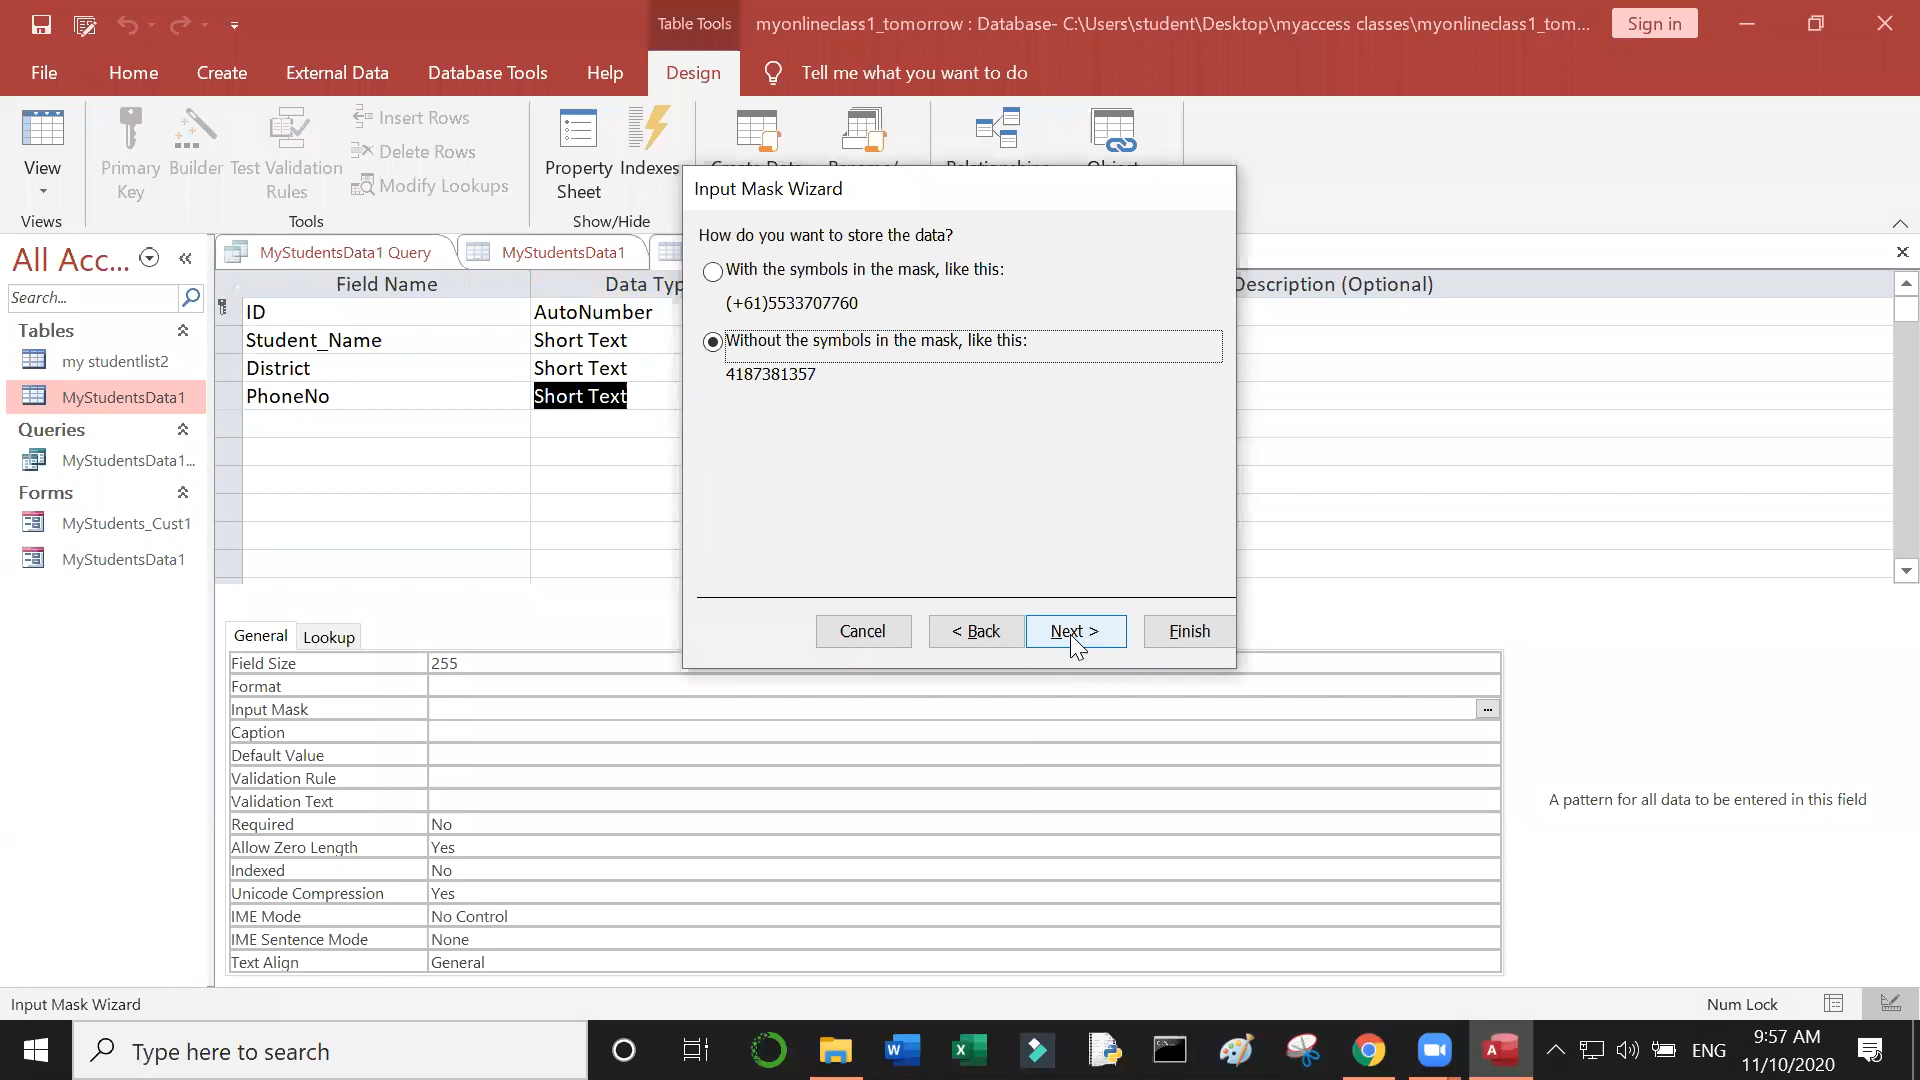 Table Tools
myonlineclass1_tomorrow : Database- C:\Users\student\Desktop\myaccess classes\myonlineclass1_tom...
Sign in
File
Home
Create
External Data
Database Tools
Help
Design
Tell me what you want to do
View
Primary Key
Builder
Test Validation Rules
Insert Rows
Delete Rows
Modify Lookups
Property Sheet
Indexes
Views
Tools
Show/Hide
All Acc...
Search...
Tables
my studentlist2
MyStudentsData1
Queries
MyStudentsData1...
Forms
MyStudents_Cust1
MyStudentsData1
MyStudentsData1 Query
MyStudentsData1
Field Name
Data Typ
Description (Optional)
ID AutoNumber
Student_Name Short Text
District Short Text
PhoneNo Short Text
Input Mask Wizard
How do you want to store the data?
With the symbols in the mask, like this:
(+61)5533707760
Without the symbols in the mask, like this:
4187381357
Cancel
< Back
Next >
Finish
General
Lookup
Field Size 255
Format
Input Mask ...
Caption
Default Value
Validation Rule
Validation Text
Required No
Allow Zero Length Yes
Indexed No
Unicode Compression Yes
IME Mode No Control
IME Sentence Mode None
Text Align General
A pattern for all data to be entered in this field
Input Mask Wizard
Num Lock
Type here to search
ENG
9:57 AM
11/10/2020